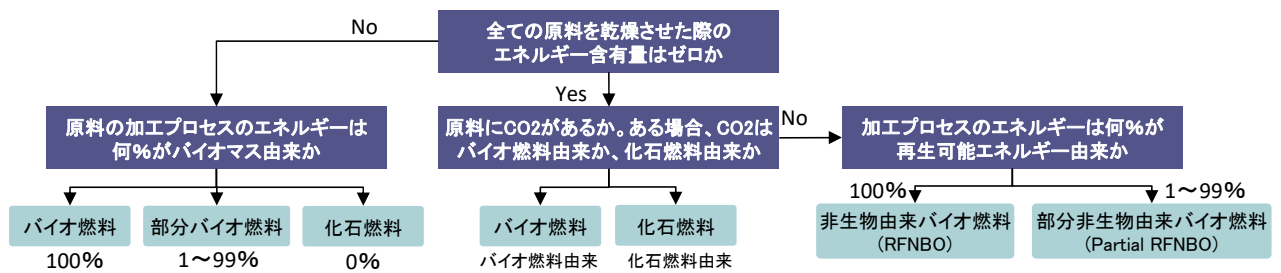 全ての原料を乾燥させた際の
エネルギー含有量はゼロか
No
Yes
原料の加工プロセスのエネルギーは
何%がバイオマス由来か
原料にCO2があるか。ある場合、CO2は
バイオ燃料由来か、化石燃料由来か
No
加工プロセスのエネルギーは何%が
再生可能エネルギー由来か
バイオ燃料
100%
部分バイオ燃料
1～99%
化石燃料
0%
バイオ燃料
バイオ燃料由来
化石燃料
化石燃料由来
100%
非生物由来バイオ燃料
(RFNBO)
1～99%
部分非生物由来バイオ燃料
(Partial RFNBO)